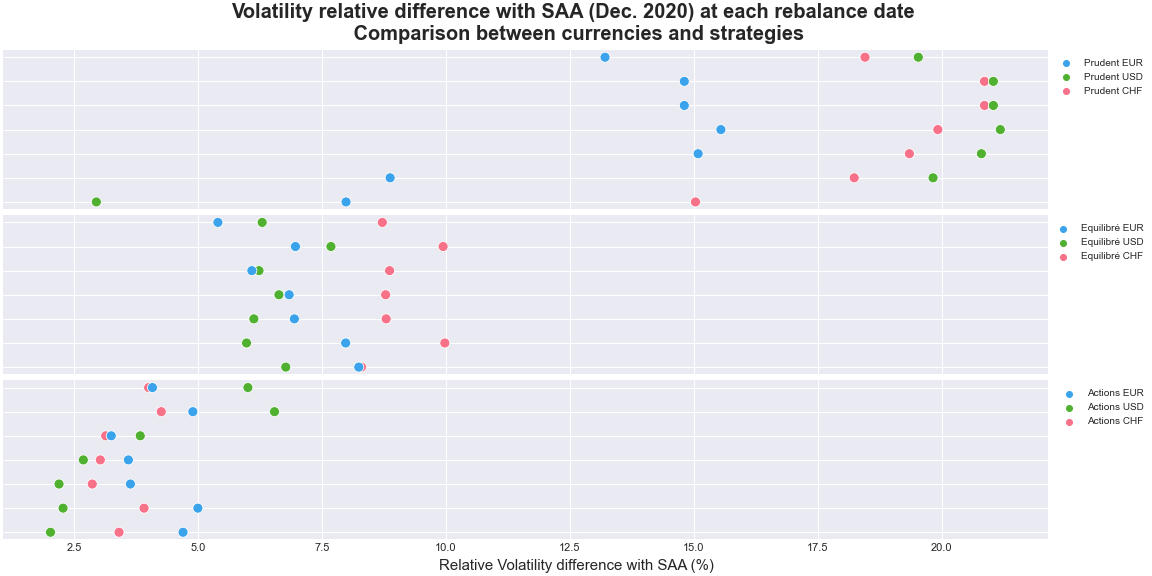 Volatility relative difference with SAA (Dec. 2020) at each rebalance date
Comparison between currencies and strategies
Prudent EUR
Prudent USD
Prudent CHF
Equilibré EUR
Equilibré USD
Equilibré CHF
Actions EUR
Actions USD
Actions CHF
2.5 5.0 7.5 10.0 12.5 15.0 17.5 20.0
Relative Volatility difference with SAA (%)